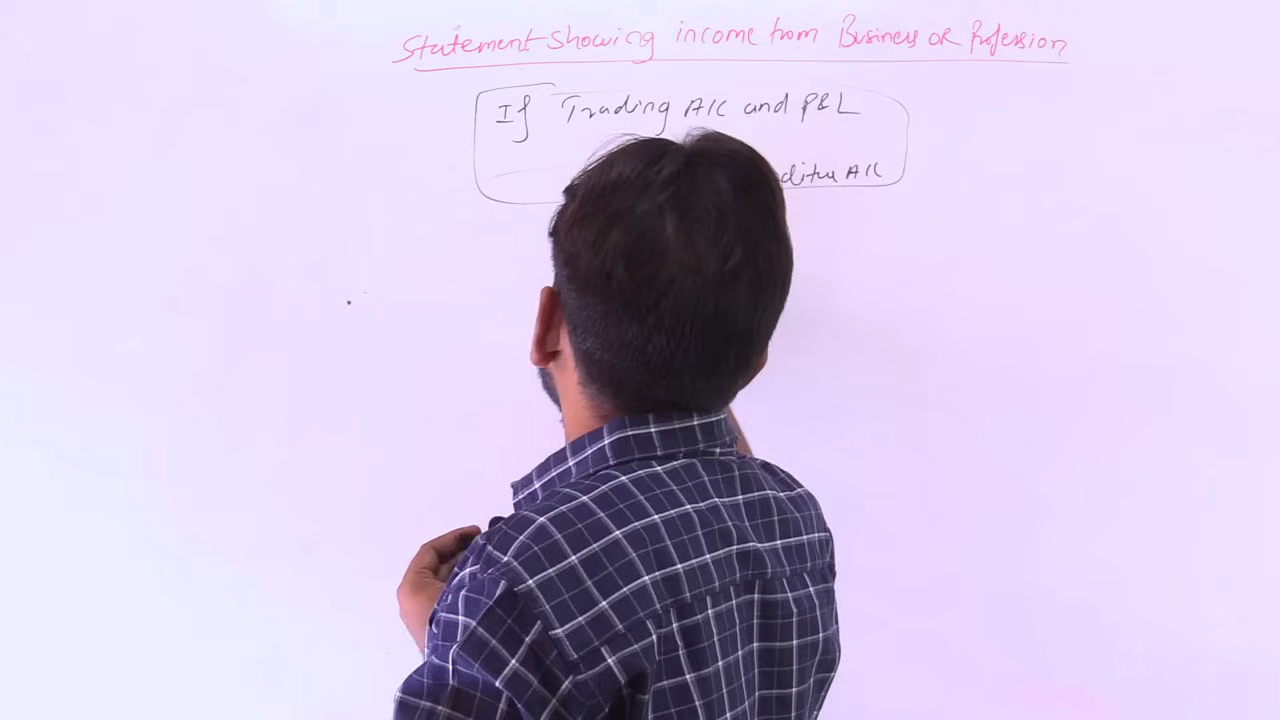 Statement showing income from Business or Profession
If Trading A/c and P&L
A/c